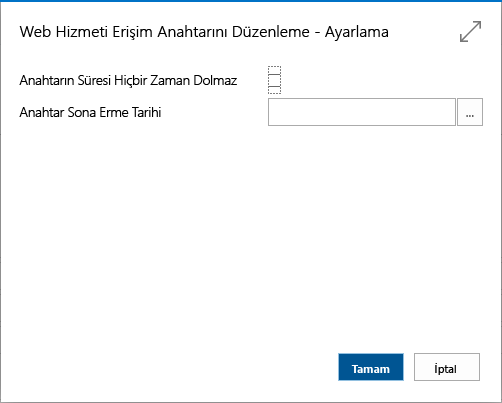 Web Hizmeti Erişim Anahtarını Düzenleme - Ayarlama
Anahtarın Süresi Hiçbir Zaman Dolmaz
Anahtar Sona Erme Tarihi
...
Tamam
İptal